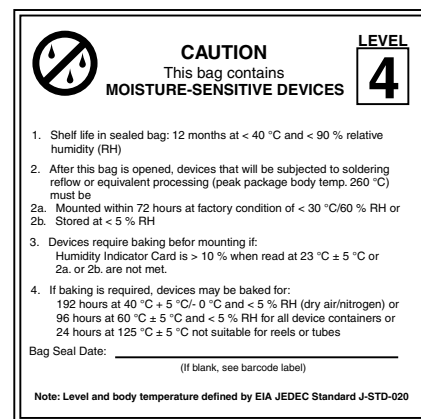 CAUTION
This bag contains
MOISTURE-SENSITIVE DEVICES
LEVEL
4
1. Shelf life in sealed bag: 12 months at < 40 °C and < 90 % relative
humidity (RH)
2. After this bag is opened, devices that will be subjected to soldering
reflow or equivalent processing (peak package body temp. 260 °C)
must be
2a. Mounted within 72 hours at factory condition of < 30 °C/60 % RH or
2b. Stored at < 5 % RH
3. Devices require baking befor mounting if:
Humidity Indicator Card is > 10 % when read at 23 °C ± 5 °C or
2a. or 2b. are not met.
4. If baking is required, devices may be baked for:
192 hours at 40 °C + 5 °C/- 0 °C and < 5 % RH (dry air/nitrogen) or
96 hours at 60 °C ± 5 °C and < 5 % RH for all device containers or
24 hours at 125 °C ± 5 °C not suitable for reels or tubes
Bag Seal Date:
(If blank, see barcode label)
Note: Level and body temperature defined by EIA JEDEC Standard J-STD-020